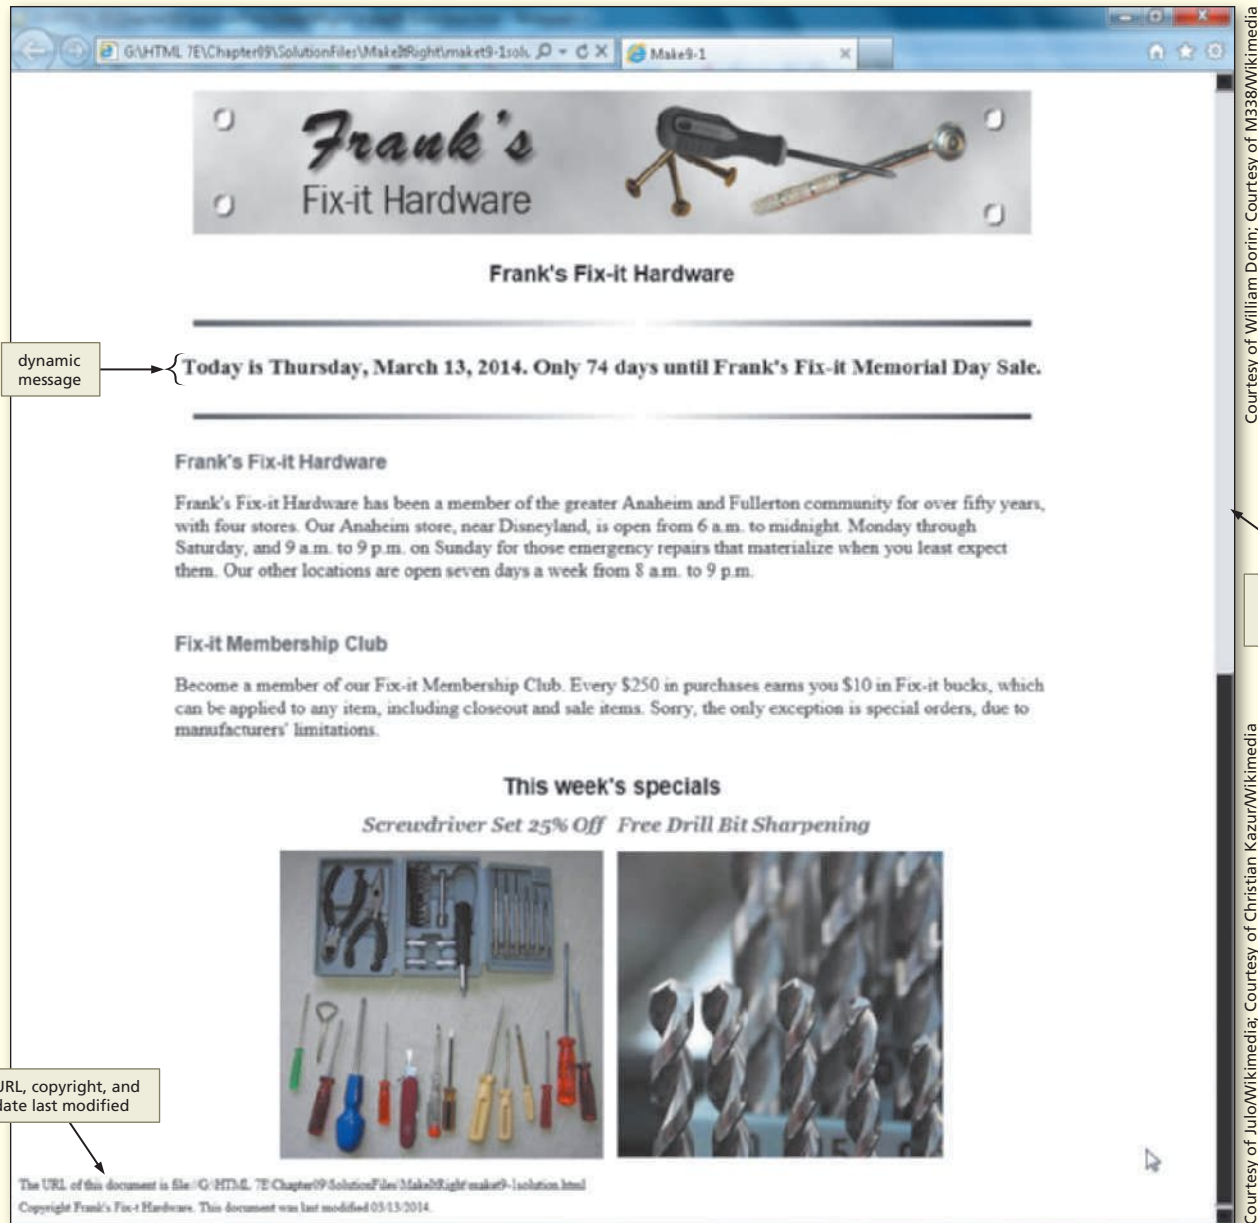 G:\HTML 7E\Chapter09\SolutionFiles\MakeItRight\maket9-1solu
Make9-1
Frank's
Fix-it Hardware
Frank's Fix-it Hardware
dynamic
message
Today is Thursday, March 13, 2014. Only 74 days until Frank's Fix-it Memorial Day Sale.
Frank's Fix-it Hardware
Frank's Fix-it Hardware has been a member of the greater Anaheim and Fullerton community for over fifty years,
with four stores. Our Anaheim store, near Disneyland, is open from 6 a.m. to midnight. Monday through
Saturday, and 9 a.m. to 9 p.m. on Sunday for those emergency repairs that materialize when you least expect
them. Our other locations are open seven days a week from 8 a.m. to 9 p.m.
Fix-it Membership Club
Become a member of our Fix-it Membership Club. Every $250 in purchases earns you $10 in Fix-it bucks, which
can be applied to any item, including closeout and sale items. Sorry, the only exception is special orders, due to
manufacturers' limitations.
This week's specials
Screwdriver Set 25% Off Free Drill Bit Sharpening
URL, copyright, and
date last modified
The URL of this document is file://G:/HTML 7E/Chapter09/SolutionFiles/MakeItRight/maket9-1solution.html
Copyright Frank's Fix-t Hardware. This document was last modified 03/13/2014.
Courtesy of William Dorin; Courtesy of M338/Wikimedia
Courtesy of Julo/Wikimedia; Courtesy of Christian Kazur/Wikimedia